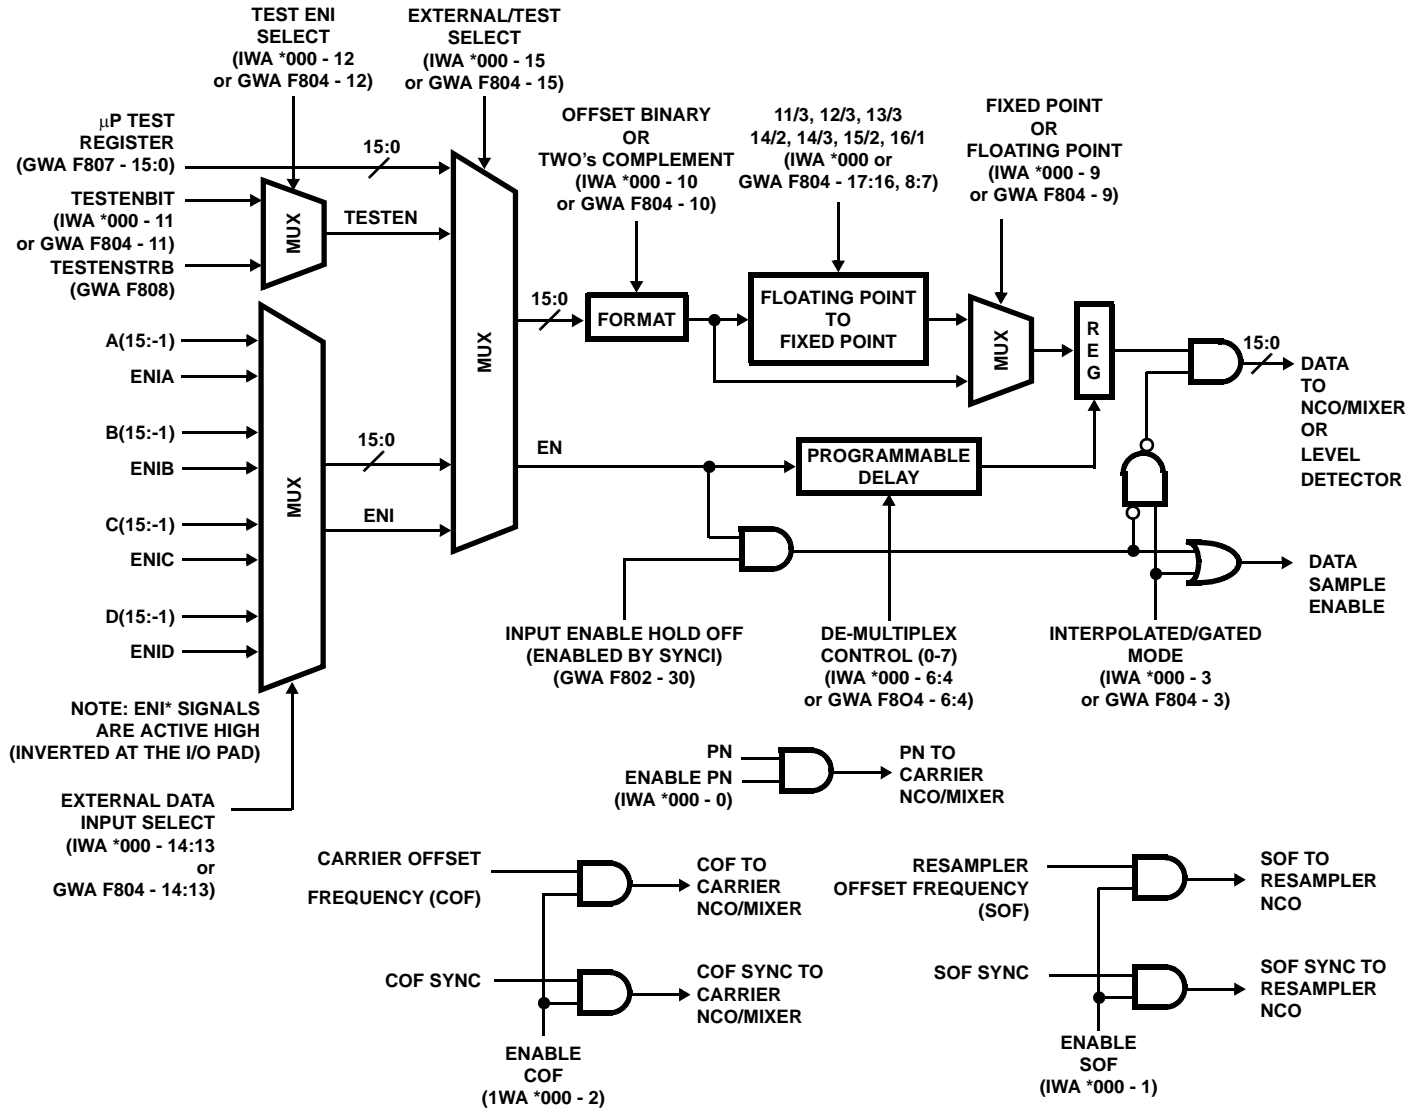 TEST ENI
SELECT
(IWA *000 - 12
or GWA F804 - 12)
EXTERNAL/TEST
SELECT
(IWA *000 - 15
or GWA F804 - 15)
µP TEST
REGISTER
(GWA F807 - 15:0)
15:0
TESTENBIT
(IWA *000 - 11
or GWA F804 - 11)
TESTENSTRB
(GWA F808)
MUX
TESTEN
OFFSET BINARY
OR
TWO's COMPLEMENT
(IWA *000 - 10
or GWA F804 - 10)
11/3, 12/3, 13/3
14/2, 14/3, 15/2, 16/1
(IWA *000 or
GWA F804 - 17:16, 8:7)
FIXED POINT
OR
FLOATING POINT
(IWA *000 - 9
or GWA F804 - 9)
A(15:-1)
ENIA
B(15:-1)
ENIB
C(15:-1)
ENIC
D(15:-1)
ENID
MUX
15:0
ENI
MUX
15:0
FORMAT
FLOATING POINT
TO
FIXED POINT
MUX
R
E
G
15:0
DATA
TO
NCO/MIXER
OR
LEVEL
DETECTOR
EN
PROGRAMMABLE
DELAY
DATA
SAMPLE
ENABLE
INPUT ENABLE HOLD OFF
(ENABLED BY SYNCI)
(GWA F802 - 30)
DE-MULTIPLEX
CONTROL (0-7)
(IWA *000 - 6:4
or GWA F8O4 - 6:4)
INTERPOLATED/GATED
MODE
(IWA *000 - 3
or GWA F804 - 3)
NOTE: ENI* SIGNALS
ARE ACTIVE HIGH
(INVERTED AT THE I/O PAD)
EXTERNAL DATA
INPUT SELECT
(IWA *000 - 14:13
or
GWA F804 - 14:13)
PN
ENABLE PN
(IWA *000 - 0)
PN TO
CARRIER
NCO/MIXER
CARRIER OFFSET
FREQUENCY (COF)
COF TO
CARRIER
NCO/MIXER
COF SYNC
COF SYNC TO
CARRIER
NCO/MIXER
ENABLE
COF
(1WA *000 - 2)
RESAMPLER
OFFSET FREQUENCY
(SOF)
SOF TO
RESAMPLER
NCO
SOF SYNC
SOF SYNC TO
RESAMPLER
NCO
ENABLE
SOF
(IWA *000 - 1)